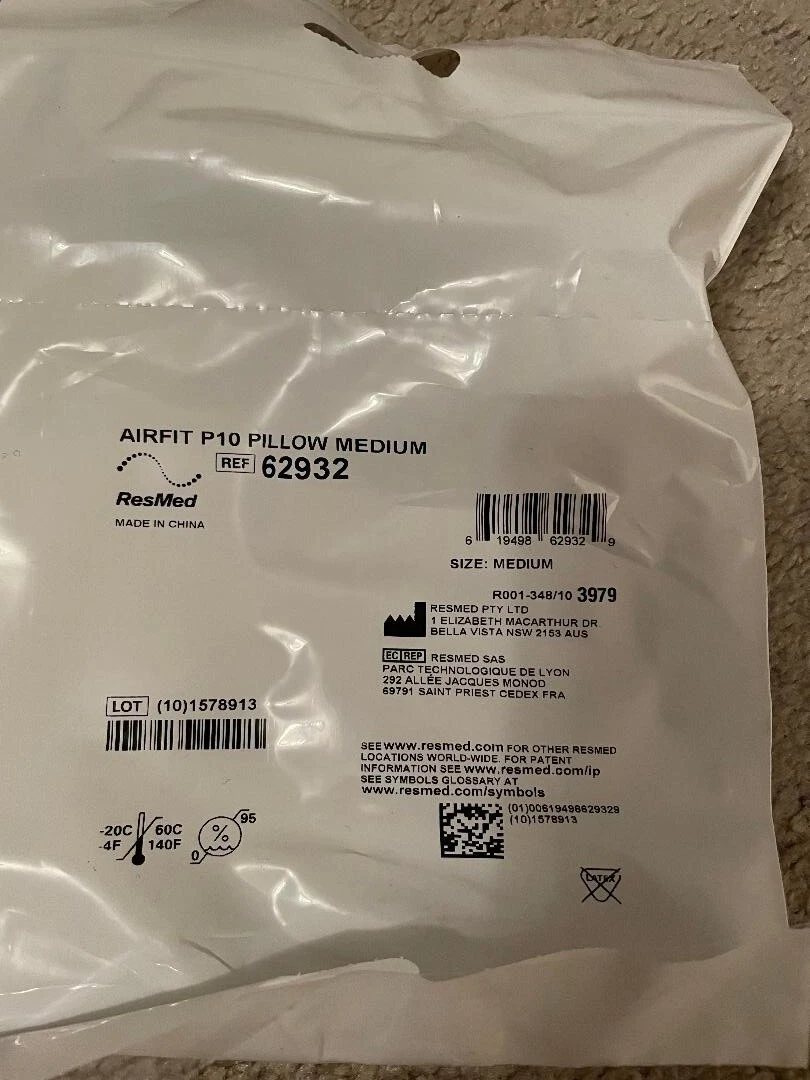 AIRFIT P10 PILLOW MEDIUM
REF 62932
ResMed
MADE IN CHINA
6 19498 62932 9
SIZE: MEDIUM
R001-348/10 3979
RESMED PTY LTD
1 ELIZABETH MACARTHUR DR
BELLA VISTA NSW 2153 AUS
EC REP RESMED SAS
PARC TECHNOLOGIQUE DE LYON
292 ALLÉE JACQUES MONOD
69791 SAINT PRIEST CEDEX FRA
LOT (10)1578913
SEE www.resmed.com FOR OTHER RESMED
LOCATIONS WORLD-WIDE. FOR PATENT
INFORMATION SEE www.resmed.com/ip
SEE SYMBOLS GLOSSARY AT
www.resmed.com/symbols
(01)00619498629329
(10)1578913
-20C 60C
-4F 140F
% 95
0
LATEX